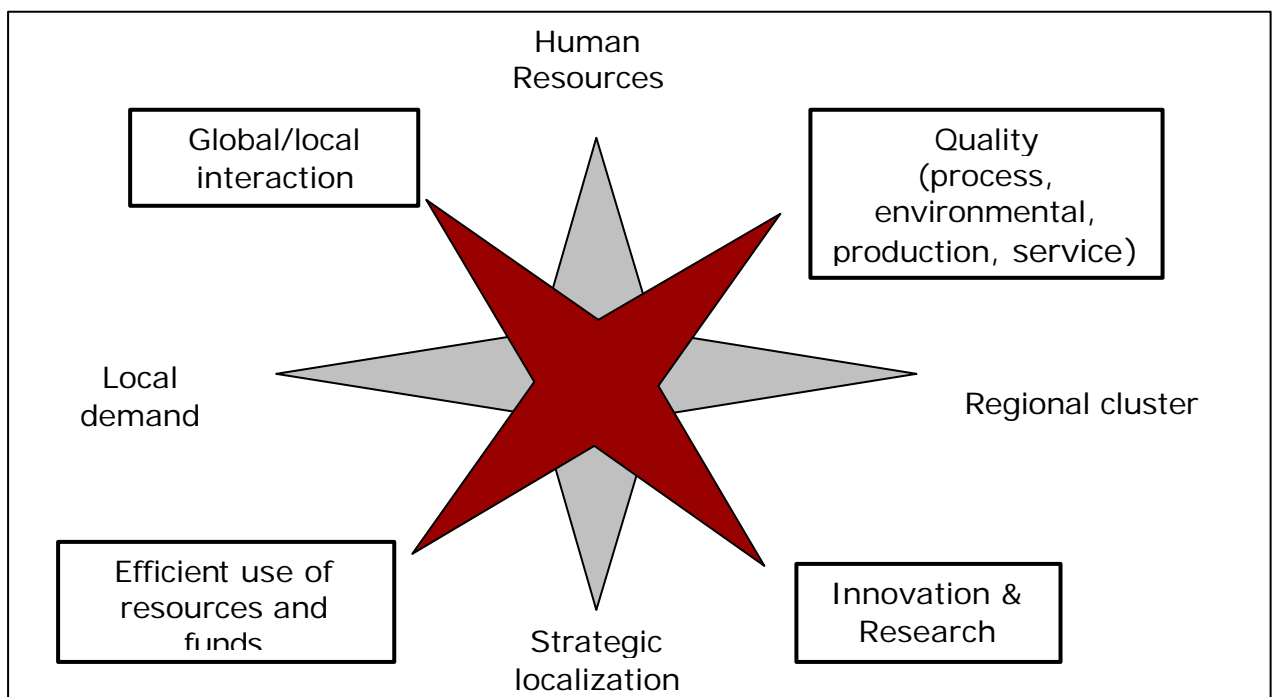 Human
Resources
Global/local
interaction
Quality
(process,
environmental,
production, service)
Local
demand
Regional cluster
Efficient use of
resources and
funds
Innovation &
Research
Strategic
localization